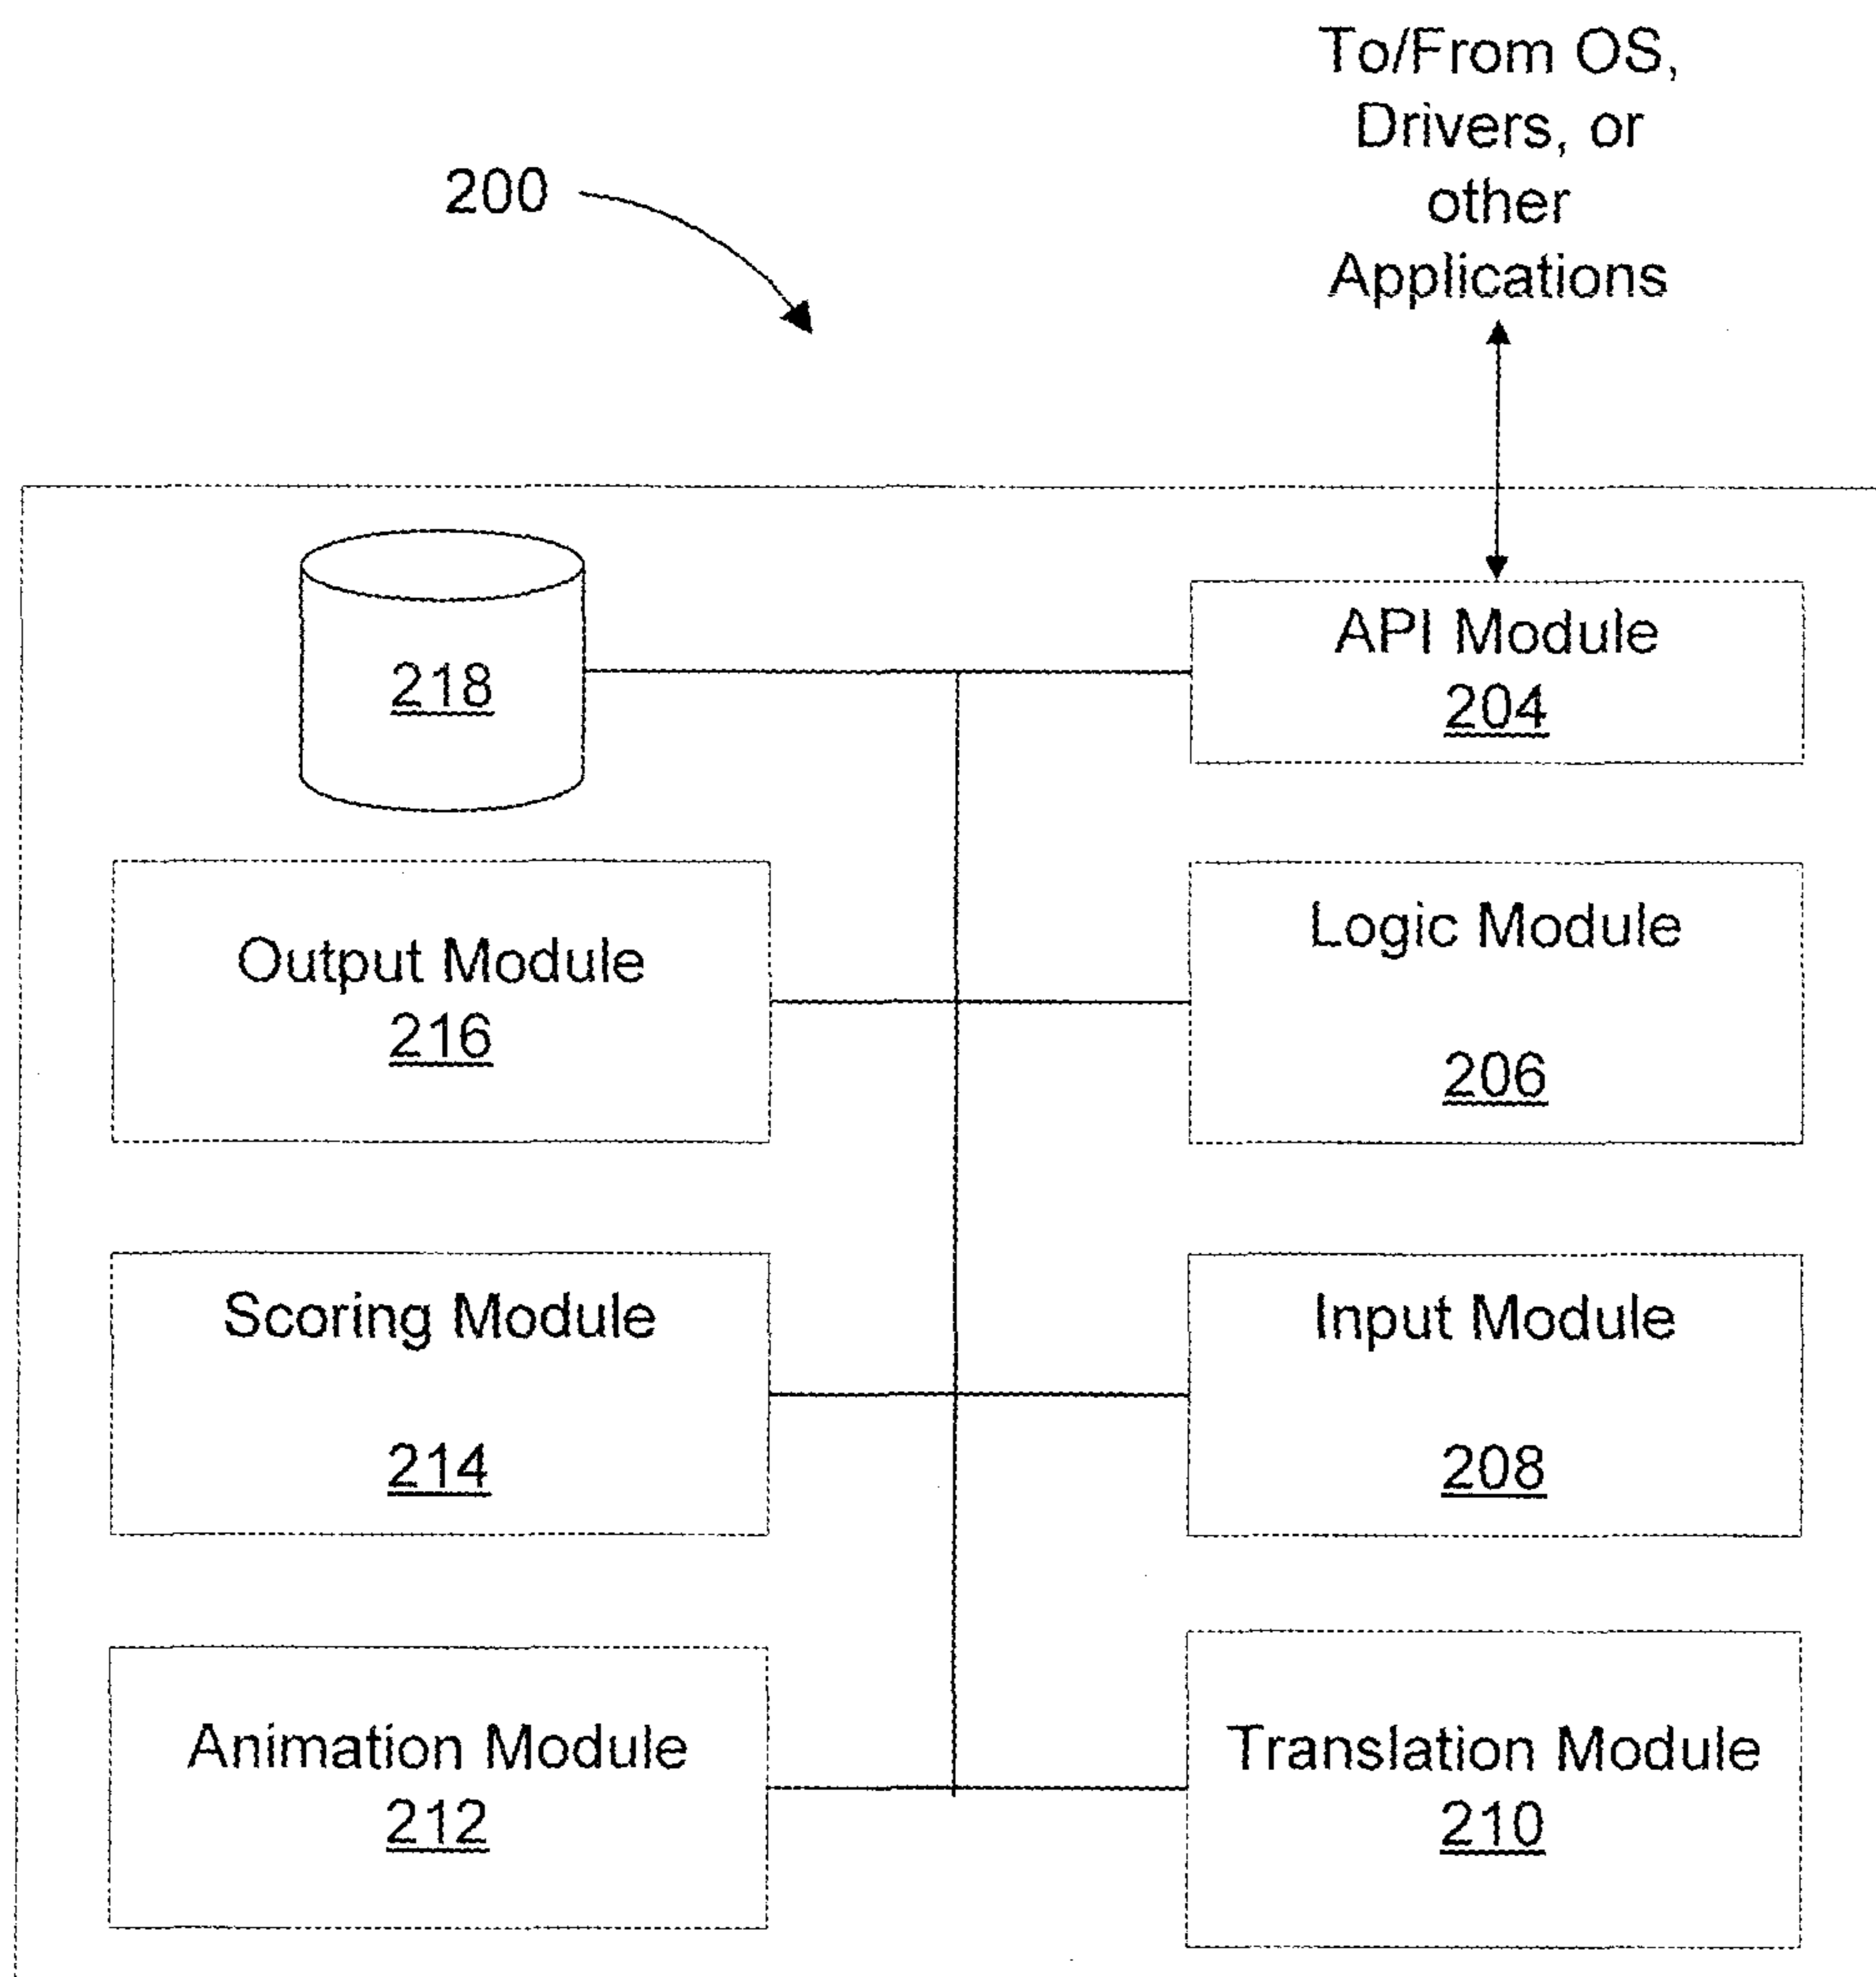 To/From OS,
Drivers, or
other
Applications
200
218
API Module
204
Output Module
216
Logic Module
206
Scoring Module
214
Input Module
208
Animation Module
212
Translation Module
210